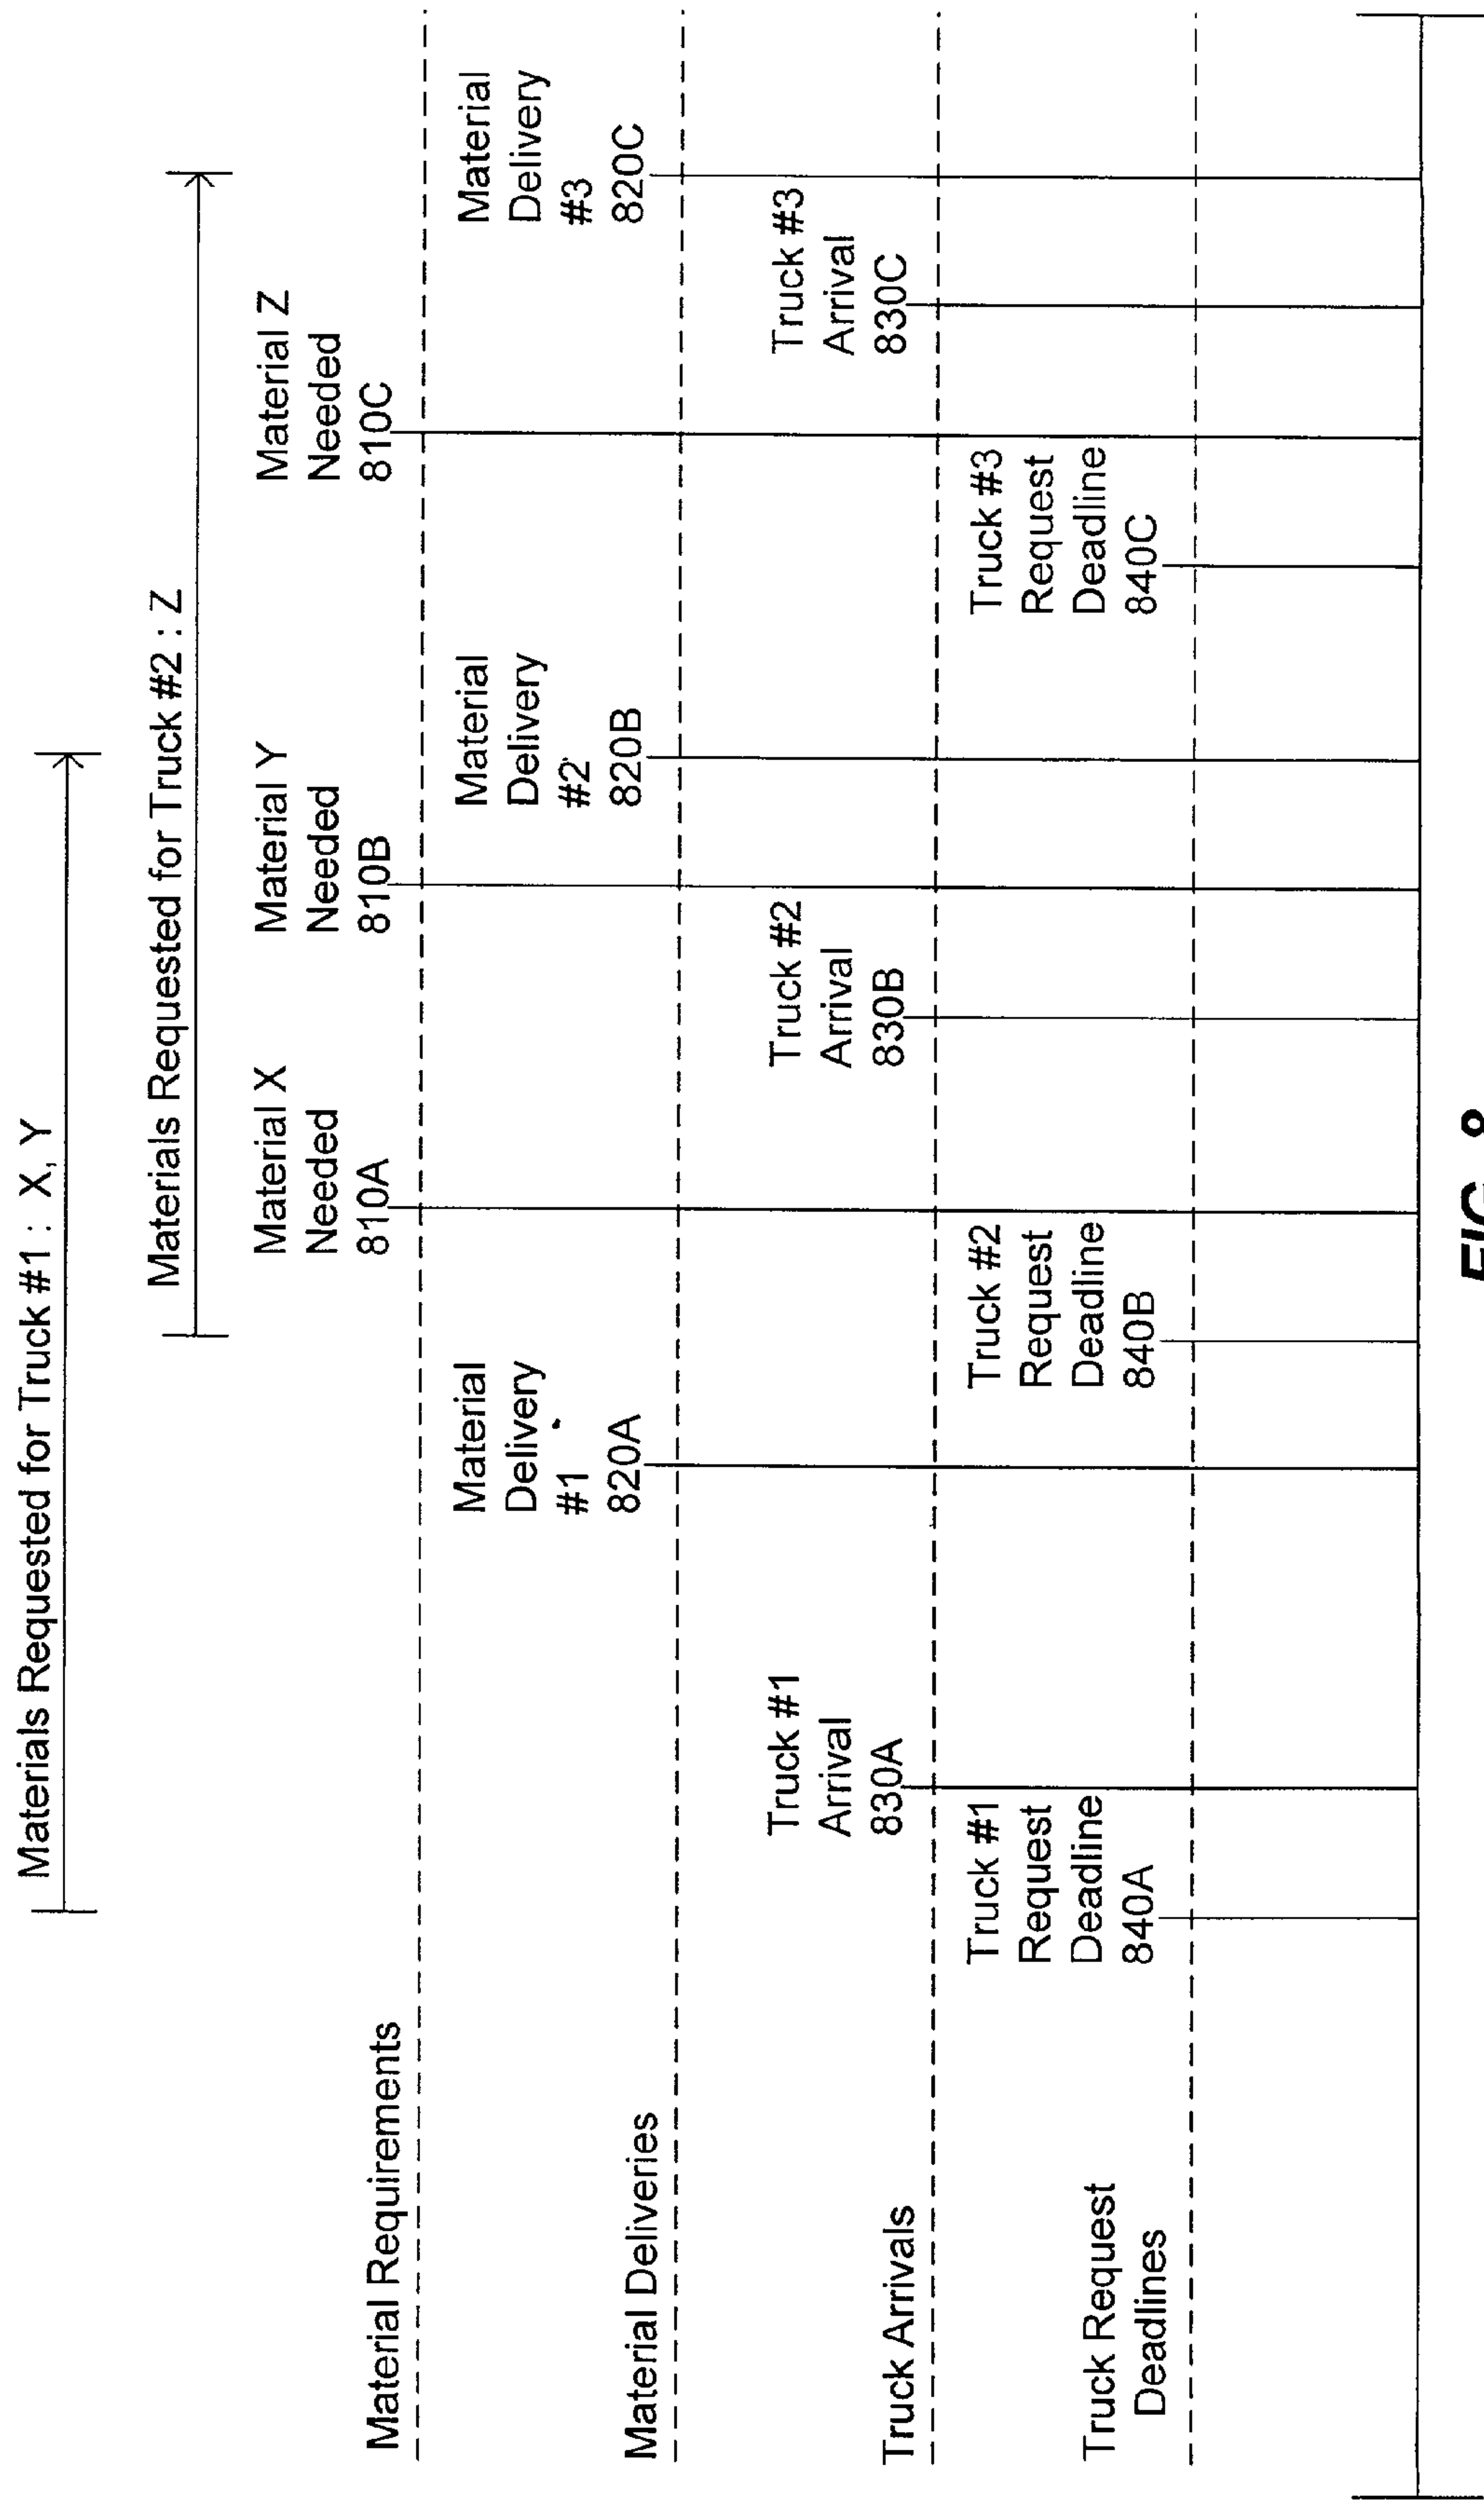 Materials Requested for Truck #1 : X, Y
Materials Requested for Truck #2 : Z
Material X
Needed
810A
Material Y
Needed
810B
Material Z
Needed
810C
Material Requirements
Material
Delivery
#1
820A
Material
Delivery
#2
820B
Material
Delivery
#3
820C
Material Deliveries
Truck #1
Arrival
830A
Truck #2
Arrival
830B
Truck #3
Arrival
830C
Truck Arrivals
Truck #1
Request
Deadline
840A
Truck #2
Request
Deadline
840B
Truck #3
Request
Deadline
840C
Truck Request
Deadlines
FIG. 8